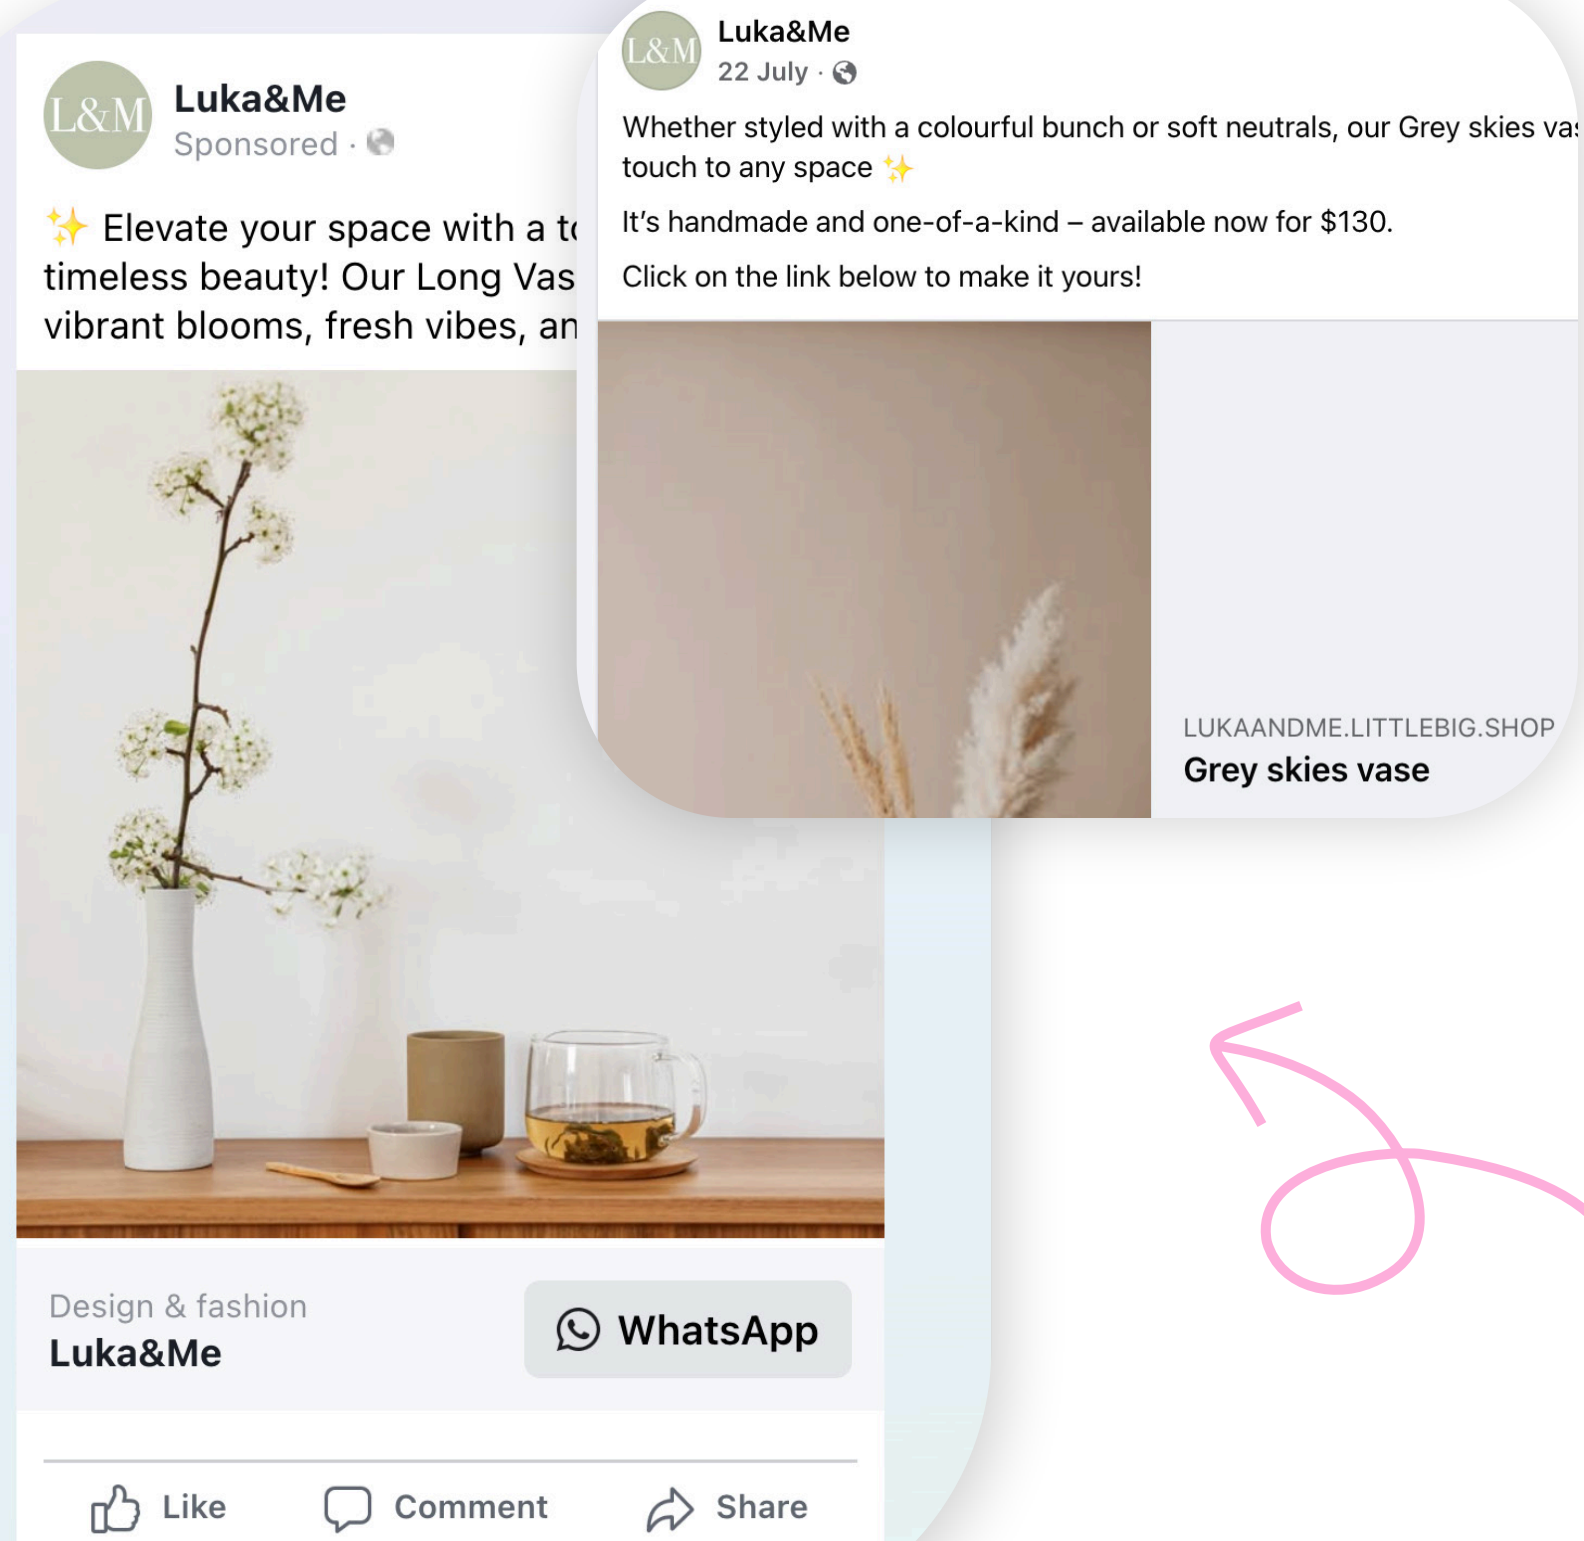 L&M
Luka&Me
Sponsored ·
✨ Elevate your space with a
timeless beauty! Our Long
vibrant blooms, fresh vibes,
Design & fashion
Luka&Me
WhatsApp
Like
Comment
Share
L&M
Luka&Me
22 July ·
Whether styled with a colourful bunch or soft neutrals, our Grey skies
touch to any space ✨
It’s handmade and one-of-a-kind – available now for $130.
Click on the link below to make it yours!
LUKAANDME.LITTLEBIG.SHOP
Grey skies vase